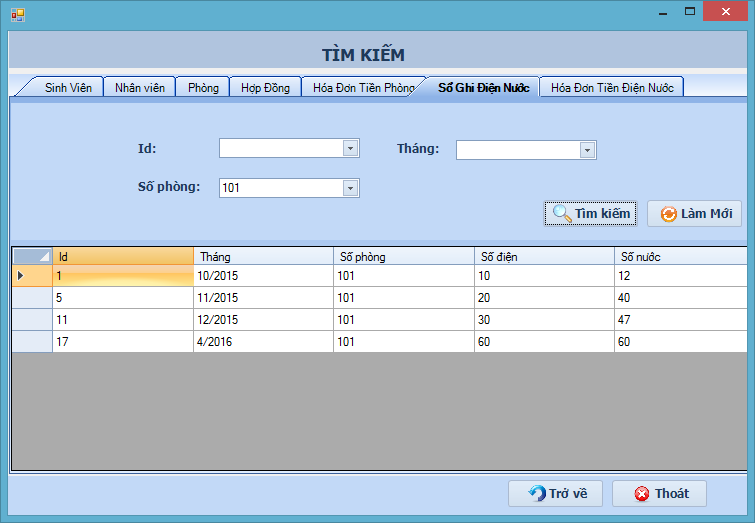 TÌM KIẾM
Sinh Viên Nhân viên Phòng Hợp Đồng Hóa Đơn Tiền Phòng Sổ Ghi Điện Nước Hóa Đơn Tiền Điện Nước
Id: Tháng:
Số phòng: 101
Tìm kiếm Làm Mới
Id Tháng Số phòng Số điện Số nước
1 10/2015 101 10 12
5 11/2015 101 20 40
11 12/2015 101 30 47
17 4/2016 101 60 60
Trở về Thoát